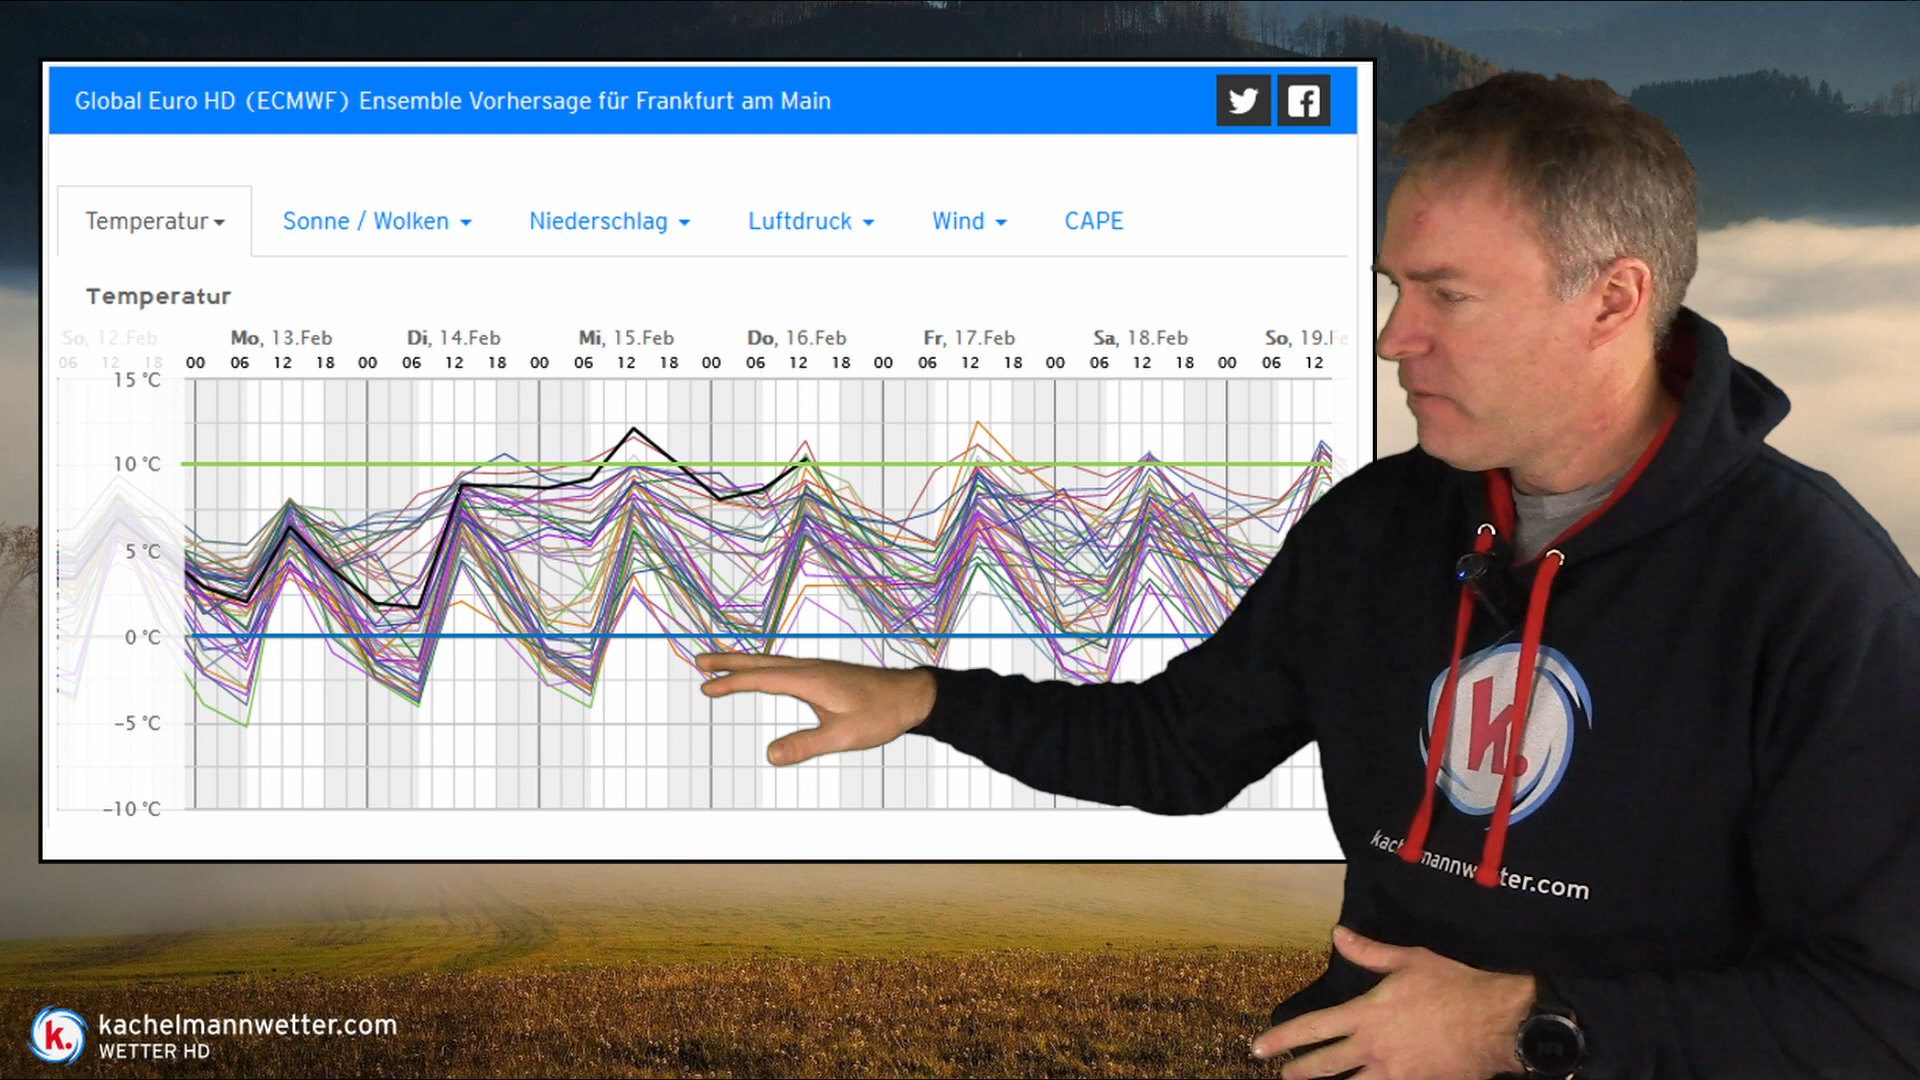 Global Euro HD (ECMWF) Ensemble Vorhersage für Frankfurt am Main
Temperatur Sonne / Wolken Niederschlag Luftdruck Wind CAPE
Temperatur
So, 12.Feb Mo, 13.Feb Di, 14.Feb Mi, 15.Feb Do, 16.Feb Fr, 17.Feb Sa, 18.Feb So, 19.Fe
06 12 18 00 06 12 18 00 06 12 18 00 06 12 18 00 06 12 18 00 06 12 18 00 06 12 18 00 06 12
15 °C
10 °C
5 °C
0 °C
−5 °C
−10 °C
k.
kachelmannwetter.com
k. kachelmannwetter.com
WETTER HD